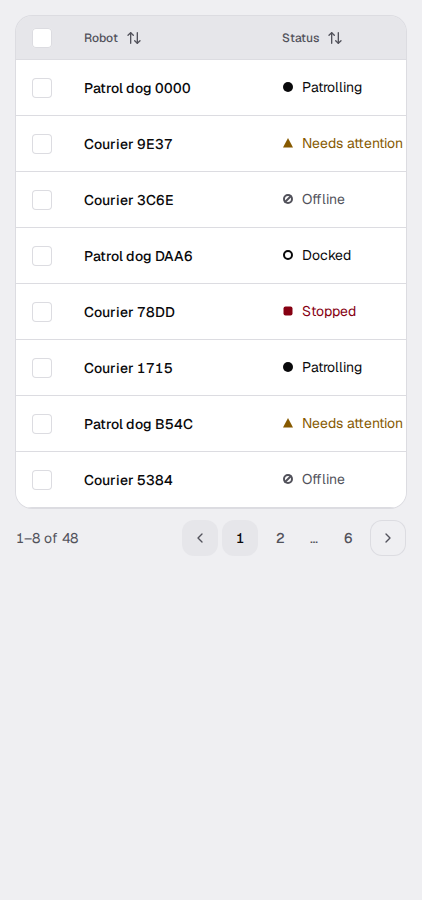 Robot Status
Patrol dog 0000 Patrolling
Courier 9E37 Needs attention
Courier 3C6E Offline
Patrol dog DAA6 Docked
Courier 78DD Stopped
Courier 1715 Patrolling
Patrol dog B54C Needs attention
Courier 5384 Offline
1–8 of 48 1 2 ... 6